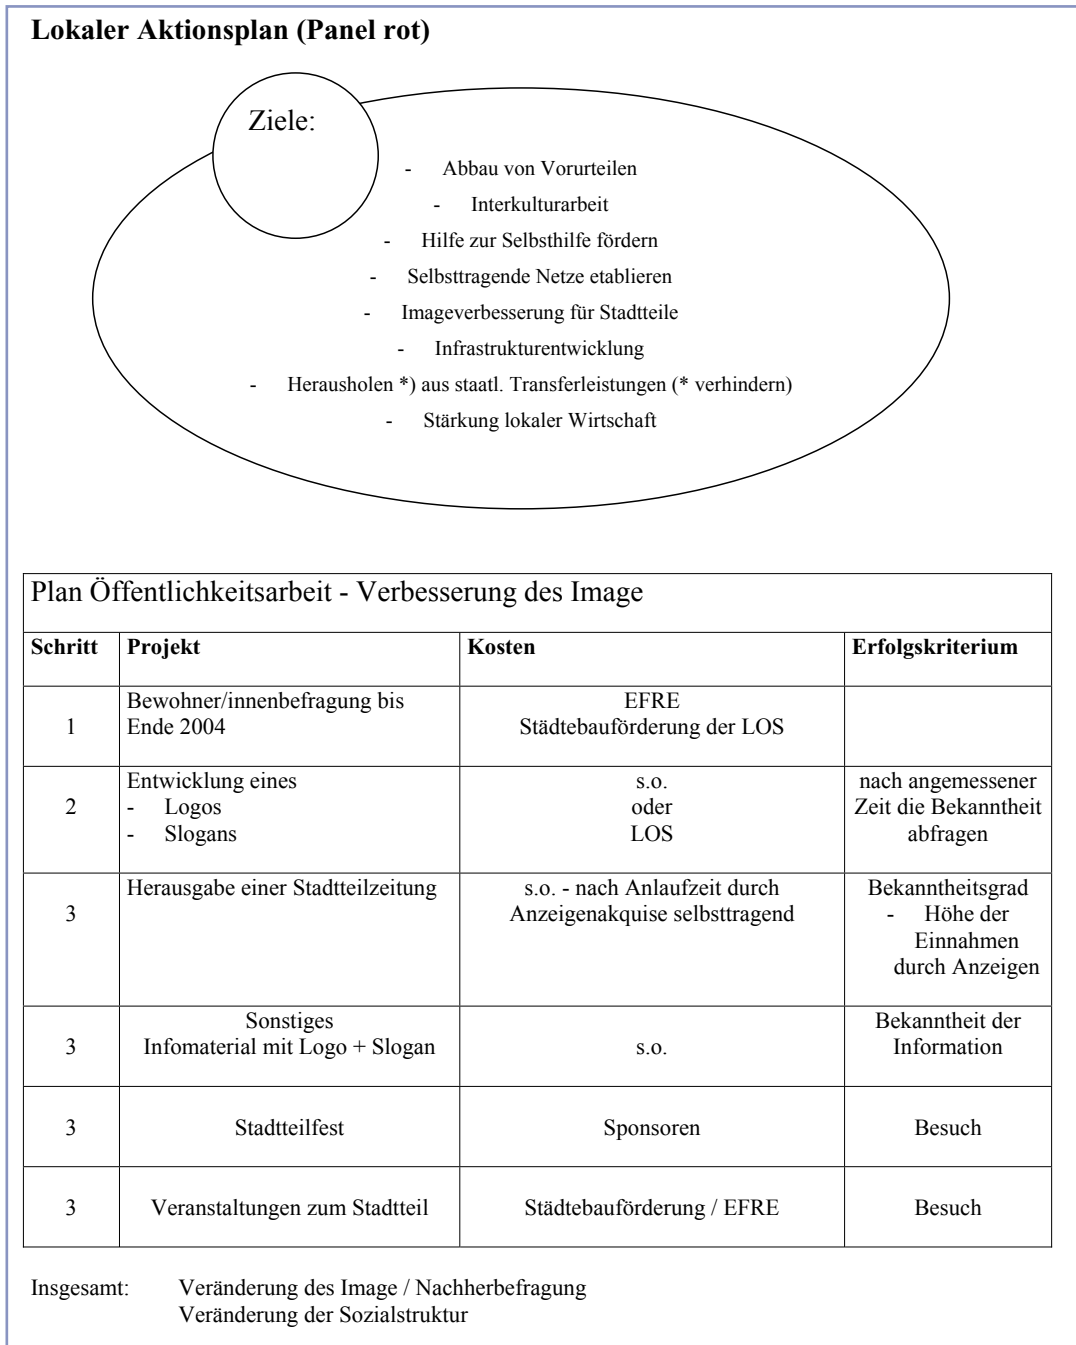 Lokaler Aktionsplan (Panel rot)
Ziele:
- Abbau von Vorurteilen
- Interkulturarbeit
- Hilfe zur Selbsthilfe fördern
- Selbsttragende Netze etablieren
- Imageverbesserung für Stadtteile
- Infrastrukturentwicklung
- Herausholen *) aus staatl. Transferleistungen (* verhindern)
- Stärkung lokaler Wirtschaft
Plan Öffentlichkeitsarbeit - Verbesserung des Image
Schritt Projekt Kosten Erfolgskriterium
1
Bewohner/innenbefragung bis
Ende 2004
EFRE
Städtebauförderung der LOS
2
Entwicklung eines
- Logos
- Slogans
s.o.
oder
LOS
nach angemessener
Zeit die Bekanntheit
abfragen
3
Herausgabe einer Stadtteilzeitung
s.o. - nach Anlaufzeit durch
Anzeigenakquise selbsttragend
Bekanntheitsgrad
- Höhe der
Einnahmen
durch Anzeigen
3
Sonstiges
Infomaterial mit Logo + Slogan
s.o.
Bekanntheit der
Information
3
Stadtteilfest
Sponsoren
Besuch
3
Veranstaltungen zum Stadtteil
Städtebauförderung / EFRE
Besuch
Insgesamt: Veränderung des Image / Nachherbefragung
Veränderung der Sozialstruktur